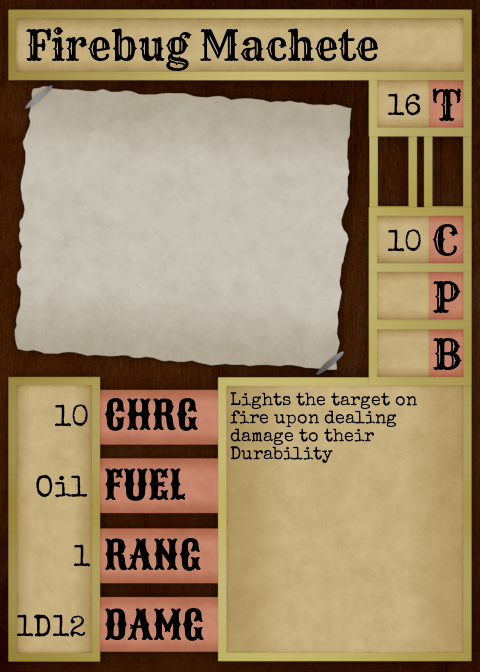 Firebug Machete
16 T
10 C
P
B
10 CHRG
Oil FUEL
1 RANG
1D12 DAMG
Lights the target on
fire upon dealing
damage to their
Durability